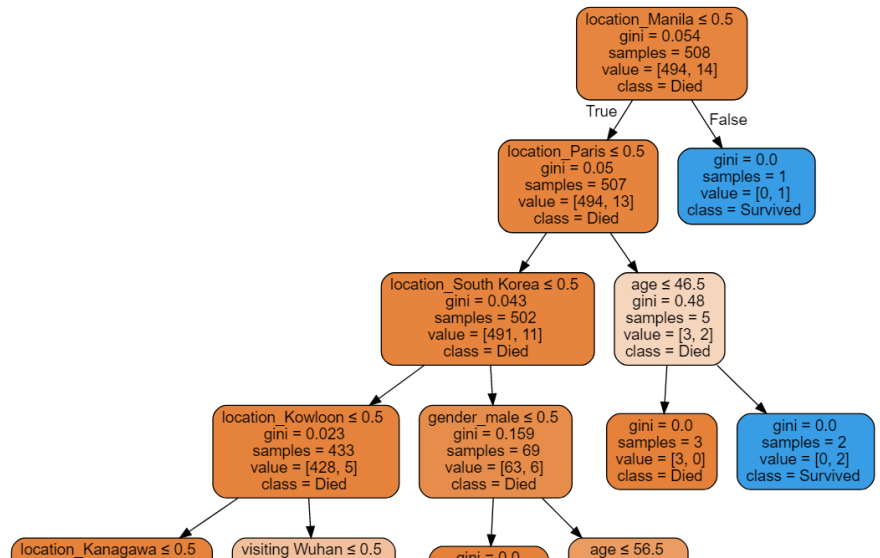 location_Manila ≤ 0.5
gini = 0.054
samples = 508
value = [494, 14]
class = Died
True
False
location_Paris ≤ 0.5
gini = 0.05
samples = 507
value = [494, 13]
class = Died
gini = 0.0
samples = 1
value = [0, 1]
class = Survived
location_South Korea ≤ 0.5
gini = 0.043
samples = 502
value = [491, 11]
class = Died
age ≤ 46.5
gini = 0.48
samples = 5
value = [3, 2]
class = Died
location_Kowloon ≤ 0.5
gini = 0.023
samples = 433
value = [428, 5]
class = Died
gender_male ≤ 0.5
gini = 0.159
samples = 69
value = [63, 6]
class = Died
gini = 0.0
samples = 3
value = [3, 0]
class = Died
gini = 0.0
samples = 2
value = [0, 2]
class = Survived
location_Kanagawa ≤ 0.5
visiting Wuhan ≤ 0.5
gini = 0.0
age ≤ 56.5